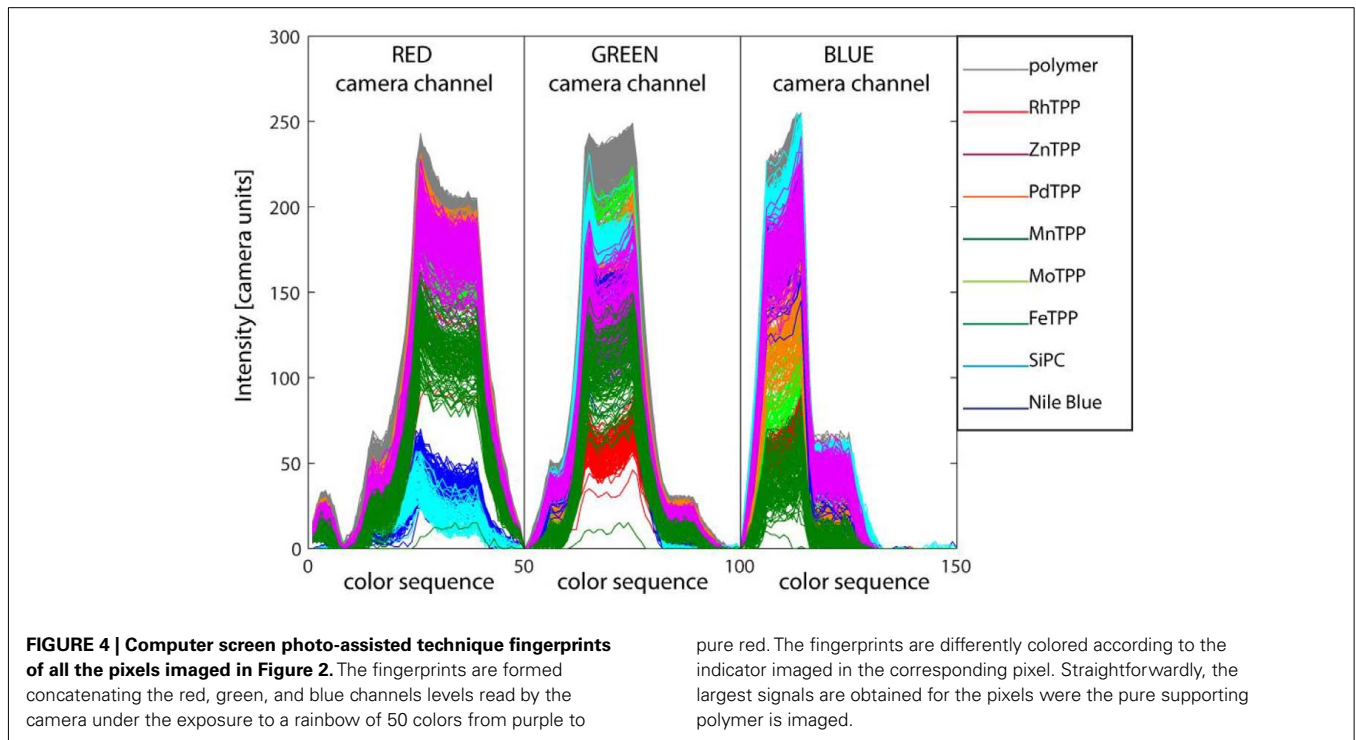 300
250
200
150
100
50
0
Intensity [camera units]
RED
camera channel
GREEN
camera channel
BLUE
camera channel
0
50
100
150
color sequence
color sequence
color sequence
polymer
RhTPP
ZnTPP
PdTPP
MnTPP
MoTPP
FeTPP
SiPC
Nile Blue
FIGURE 4 | Computer screen photo-assisted technique fingerprints
of all the pixels imaged in Figure 2. The fingerprints are formed
concatenating the red, green, and blue channels levels read by the
camera under the exposure to a rainbow of 50 colors from purple to
pure red. The fingerprints are differently colored according to the
indicator imaged in the corresponding pixel. Straightforwardly, the
largest signals are obtained for the pixels were the pure supporting
polymer is imaged.